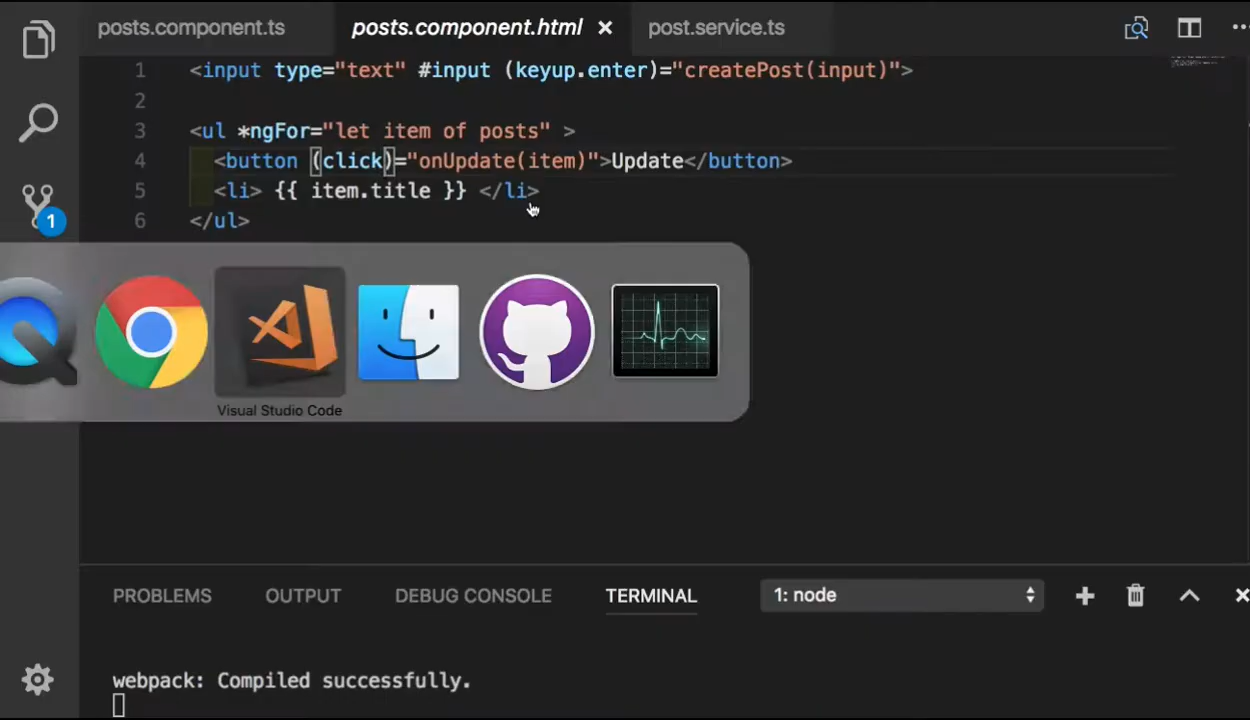 posts.component.ts
posts.component.html
post.service.ts
1 <input type="text" #input (keyup.enter)="createPost(input)">
2
3 <ul *ngFor="let item of posts" >
4 <button (click)="onUpdate(item)">Update</button>
5 <li> {{ item.title }} </li>
6 </ul>
1
Visual Studio Code
PROBLEMS OUTPUT DEBUG CONSOLE TERMINAL 1: node
webpack: Compiled successfully.